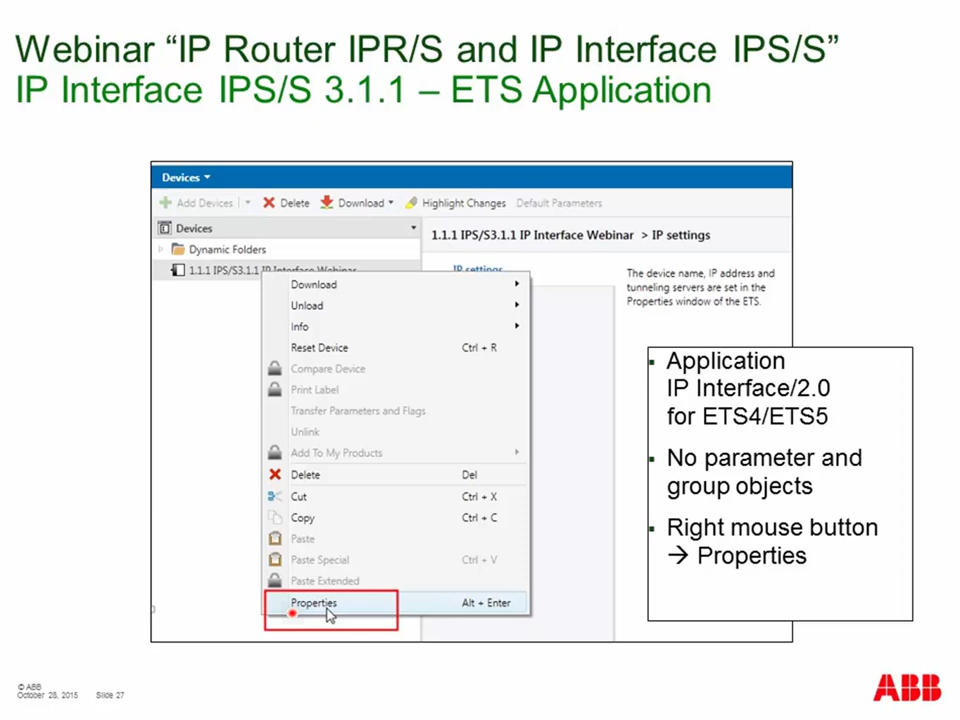 Webinar “IP Router IPR/S and IP Interface IPS/S”
IP Interface IPS/S 3.1.1 – ETS Application
Devices
Add Devices Delete Download Highlight Changes Default Parameters
Devices
Dynamic Folders
1.1.1 IPS/S3.1.1 IP Interface Webinar
1.1.1 IPS/S3.1.1 IP Interface Webinar > IP settings
IP settings
The device name, IP address and
tunneling servers are set in the
Properties window of the ETS.
Download
Unload
Info
Reset Device Ctrl + R
Compare Device
Print Label
Transfer Parameters and Flags
Unlink
Add To My Products
Delete Del
Cut Ctrl + X
Copy Ctrl + C
Paste
Paste Special Ctrl + V
Paste Extended
Properties Alt + Enter
▪ Application
IP Interface/2.0
for ETS4/ETS5
▪ No parameter and
group objects
▪ Right mouse button
→ Properties
© ABB
October 28, 2015 Slide 27
ABB